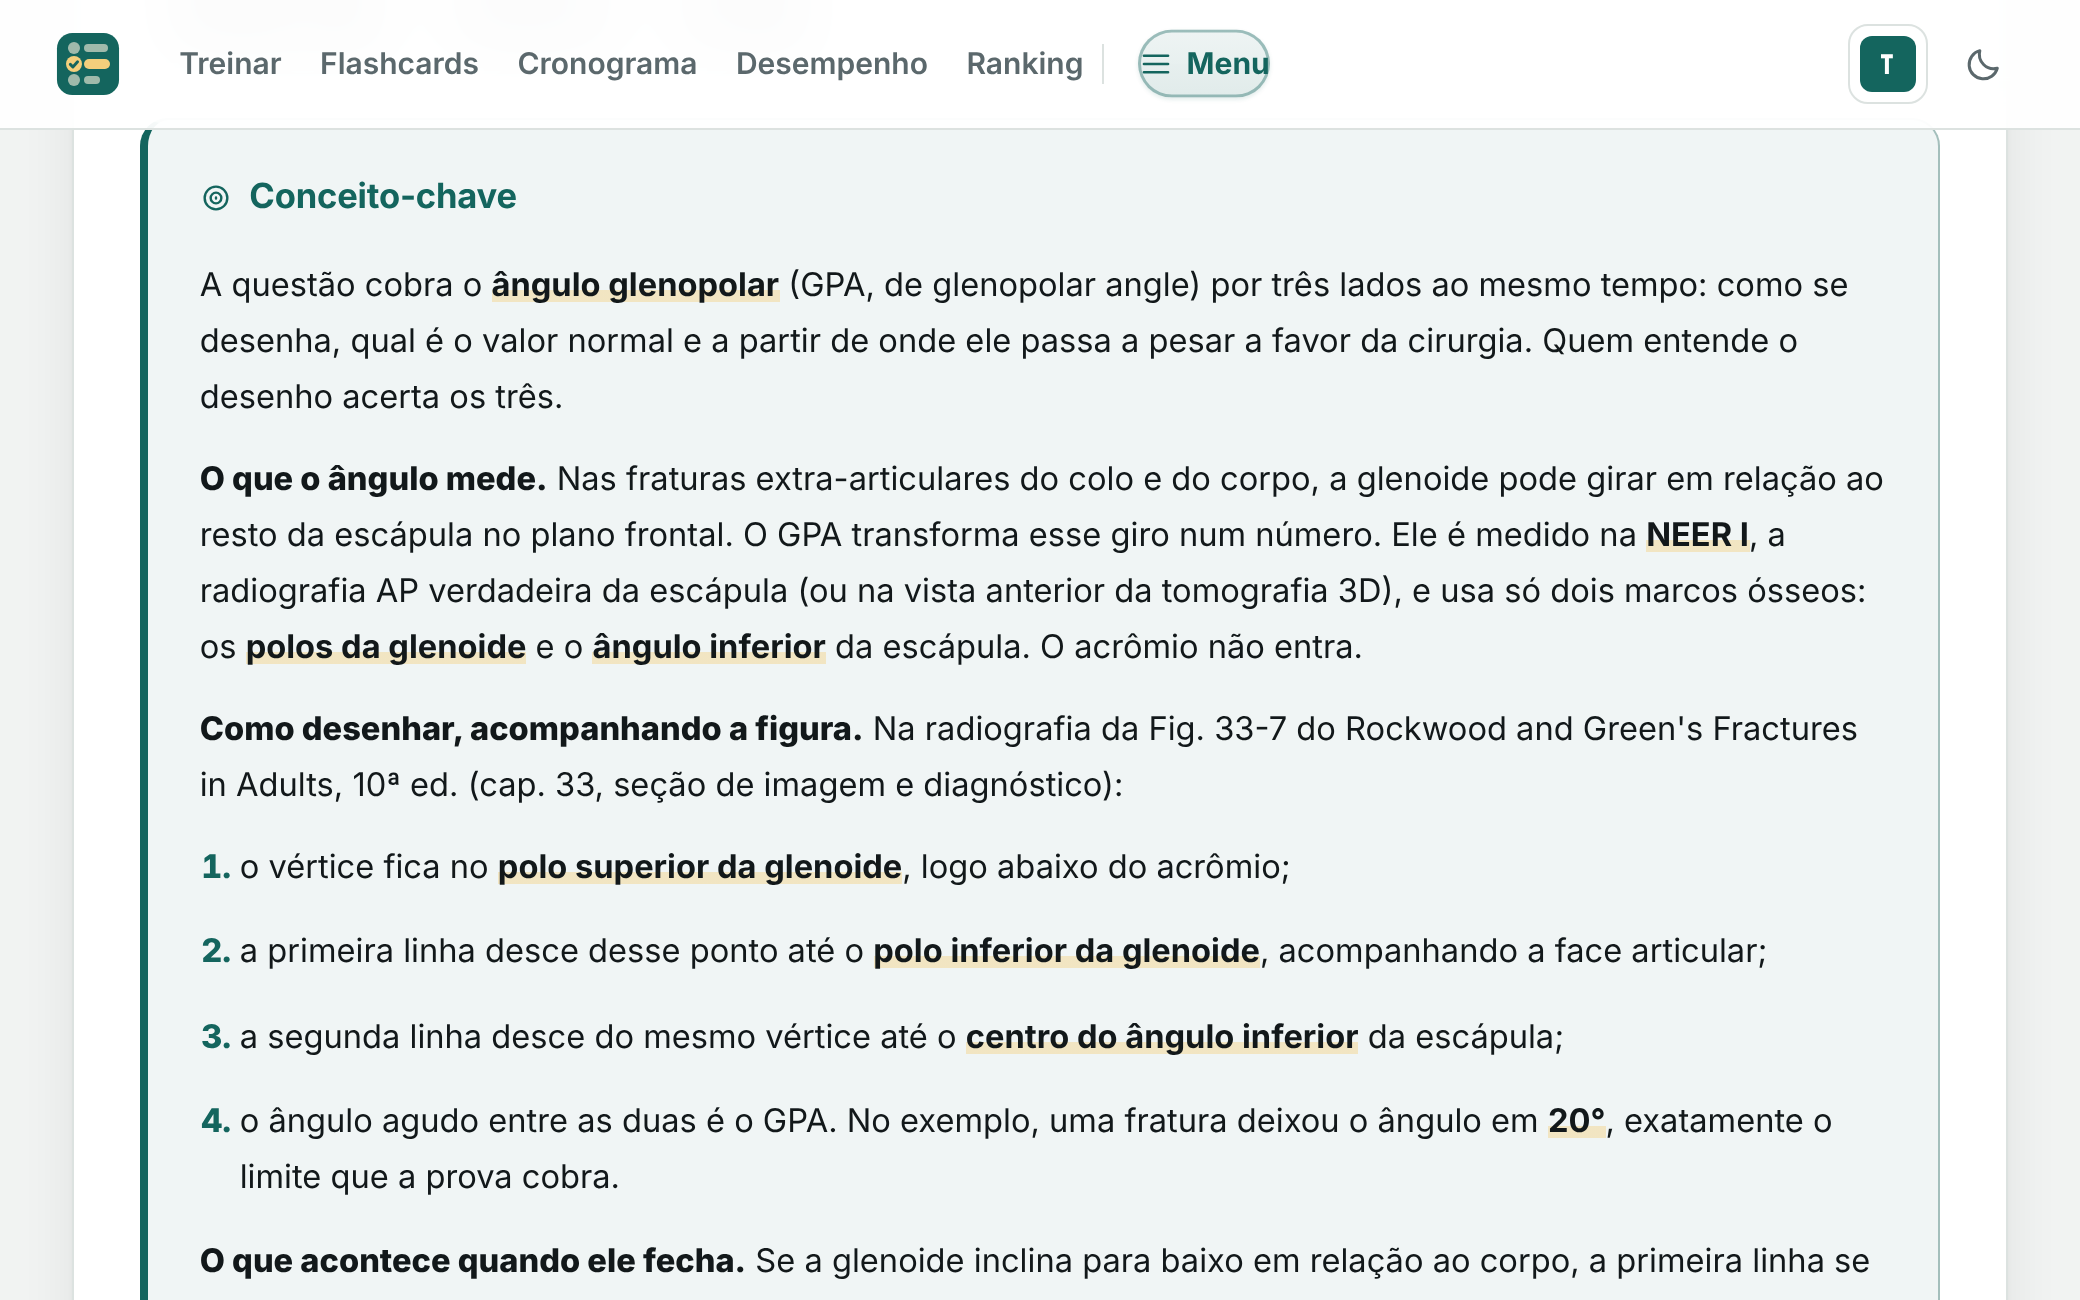 Treinar Flashcards Cronograma Desempenho Ranking Menu T
Conceito-chave
A questão cobra o ângulo glenopolar (GPA, de glenopolar angle) por três lados ao mesmo tempo: como se
desenha, qual é o valor normal e a partir de onde ele passa a pesar a favor da cirurgia. Quem entende o
desenho acerta os três.
O que o ângulo mede. Nas fraturas extra-articulares do colo e do corpo, a glenoide pode girar em relação ao
resto da escápula no plano frontal. O GPA transforma esse giro num número. Ele é medido na NEER I, a
radiografia AP verdadeira da escápula (ou na vista anterior da tomografia 3D), e usa só dois marcos ósseos:
os polos da glenoide e o ângulo inferior da escápula. O acrômio não entra.
Como desenhar, acompanhando a figura. Na radiografia da Fig. 33-7 do Rockwood and Green's Fractures
in Adults, 10ª ed. (cap. 33, seção de imagem e diagnóstico):
1. o vértice fica no polo superior da glenoide, logo abaixo do acrômio;
2. a primeira linha desce desse ponto até o polo inferior da glenoide, acompanhando a face articular;
3. a segunda linha desce do mesmo vértice até o centro do ângulo inferior da escápula;
4. o ângulo agudo entre as duas é o GPA. No exemplo, uma fratura deixou o ângulo em 20°, exatamente o
limite que a prova cobra.
O que acontece quando ele fecha. Se a glenoide inclina para baixo em relação ao corpo, a primeira linha se